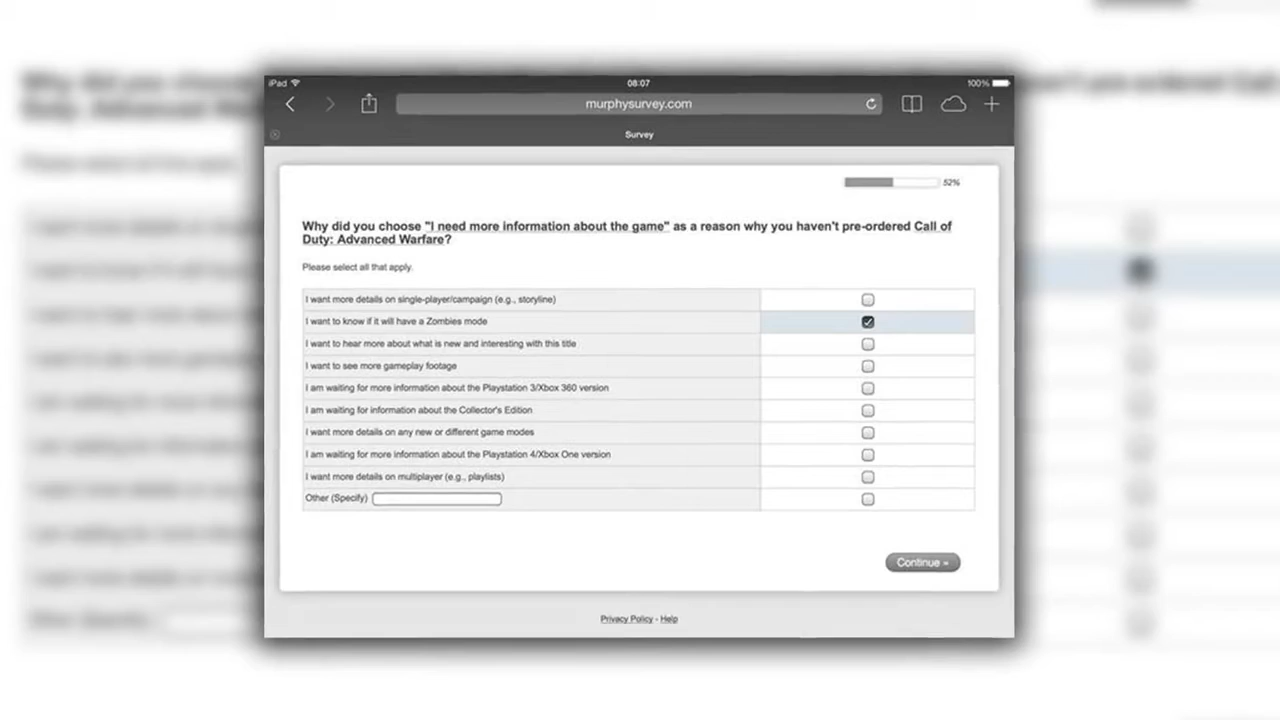 iPad
08:07
100%
murphysurvey.com
Survey
52%
Why did you choose "I need more information about the game" as a reason why you haven't pre-ordered Call of
Duty: Advanced Warfare?
Please select all that apply.
I want more details on single-player/campaign (e.g., storyline)
I want to know if it will have a Zombies mode
I want to hear more about what is new and interesting with this title
I want to see more gameplay footage
I am waiting for more information about the Playstation 3/Xbox 360 version
I am waiting for information about the Collector's Edition
I want more details on any new or different game modes
I am waiting for more information about the Playstation 4/Xbox One version
I want more details on multiplayer (e.g., playlists)
Other (Specify)
Continue »
Privacy Policy - Help